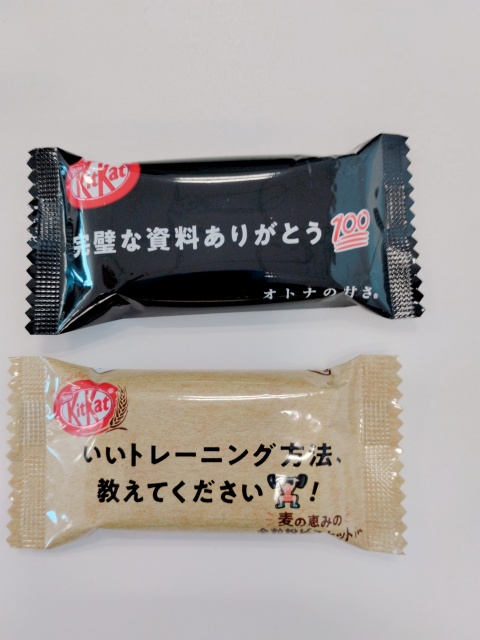 KitKat
完璧な資料ありがとう
100
オトナの甘さ。
KitKat
いいトレーニング方法、
教えてください!
麦の恵みの